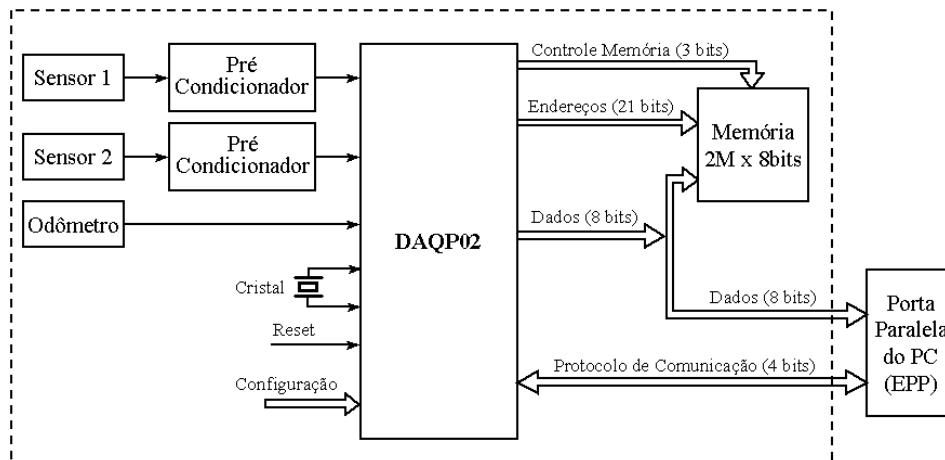 Sensor 1
Pré
Condicionador
Sensor 2
Pré
Condicionador
Odômetro
Cristal
Reset
Configuração
DAQP02
Controle Memória (3 bits)
Endereços (21 bits)
Memória
2M x 8bits
Dados (8 bits)
Dados (8 bits)
Protocolo de Comunicação (4 bits)
Porta
Paralela
do PC
(EPP)